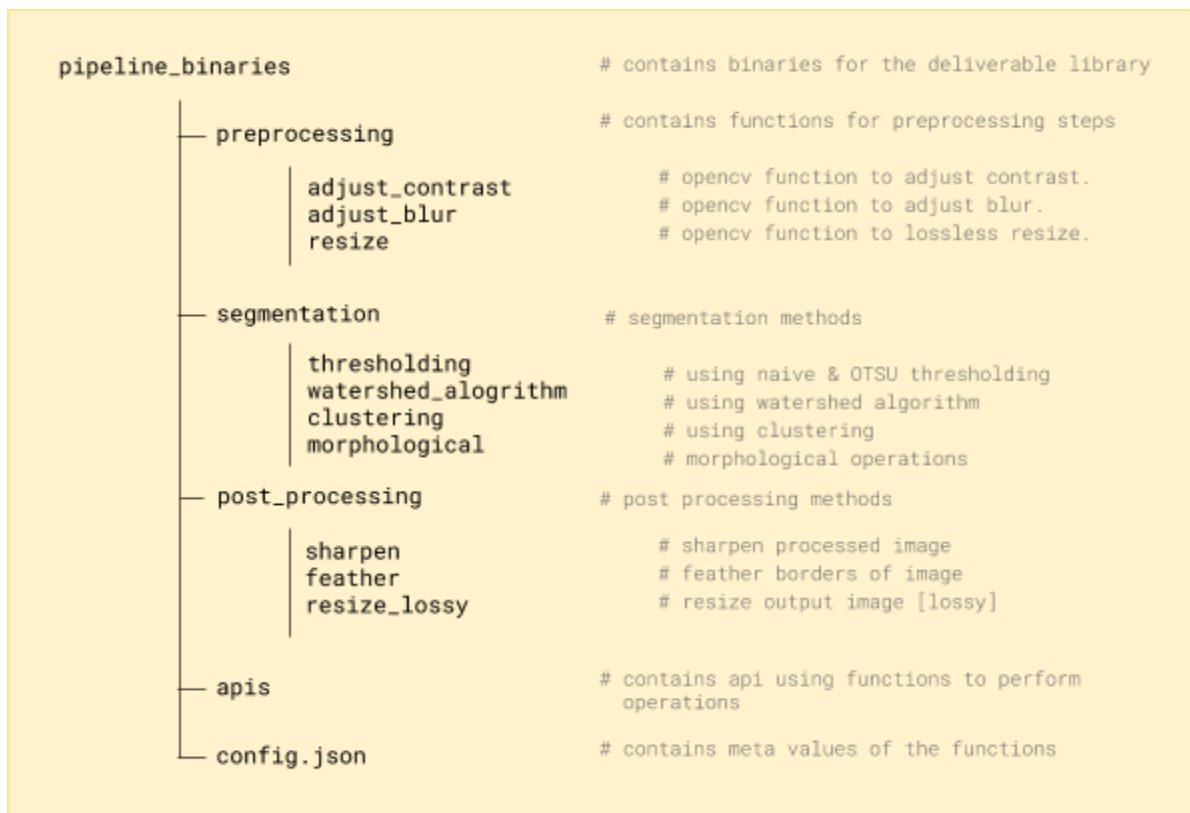 pipeline_binaries # contains binaries for the deliverable library
preprocessing # contains functions for preprocessing steps
adjust_contrast # opencv function to adjust contrast.
adjust_blur # opencv function to adjust blur.
resize # opencv function to lossless resize.
segmentation # segmentation methods
thresholding # using naive & OTSU thresholding
watershed_alogrithm # using watershed algorithm
clustering # using clustering
morphological # morphological operations
post_processing # post processing methods
sharpen # sharpen processed image
feather # feather borders of image
resize_lossy # resize output image [lossy]
apis # contains api using functions to perform
operations
config.json # contains meta values of the functions